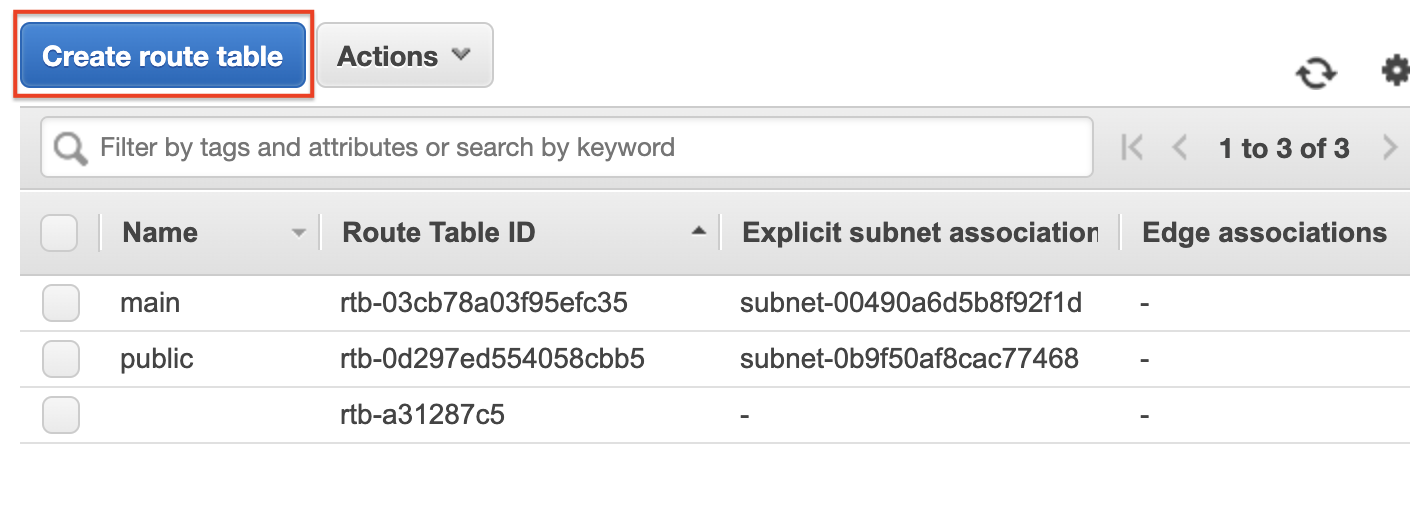 Create route table Actions
Filter by tags and attributes or search by keyword 1 to 3 of 3
Name Route Table ID Explicit subnet association Edge associations
main rtb-03cb78a03f95efc35 subnet-00490a6d5b8f92f1d -
public rtb-0d297ed554058cbb5 subnet-0b9f50af8cac77468 -
rtb-a31287c5 - -